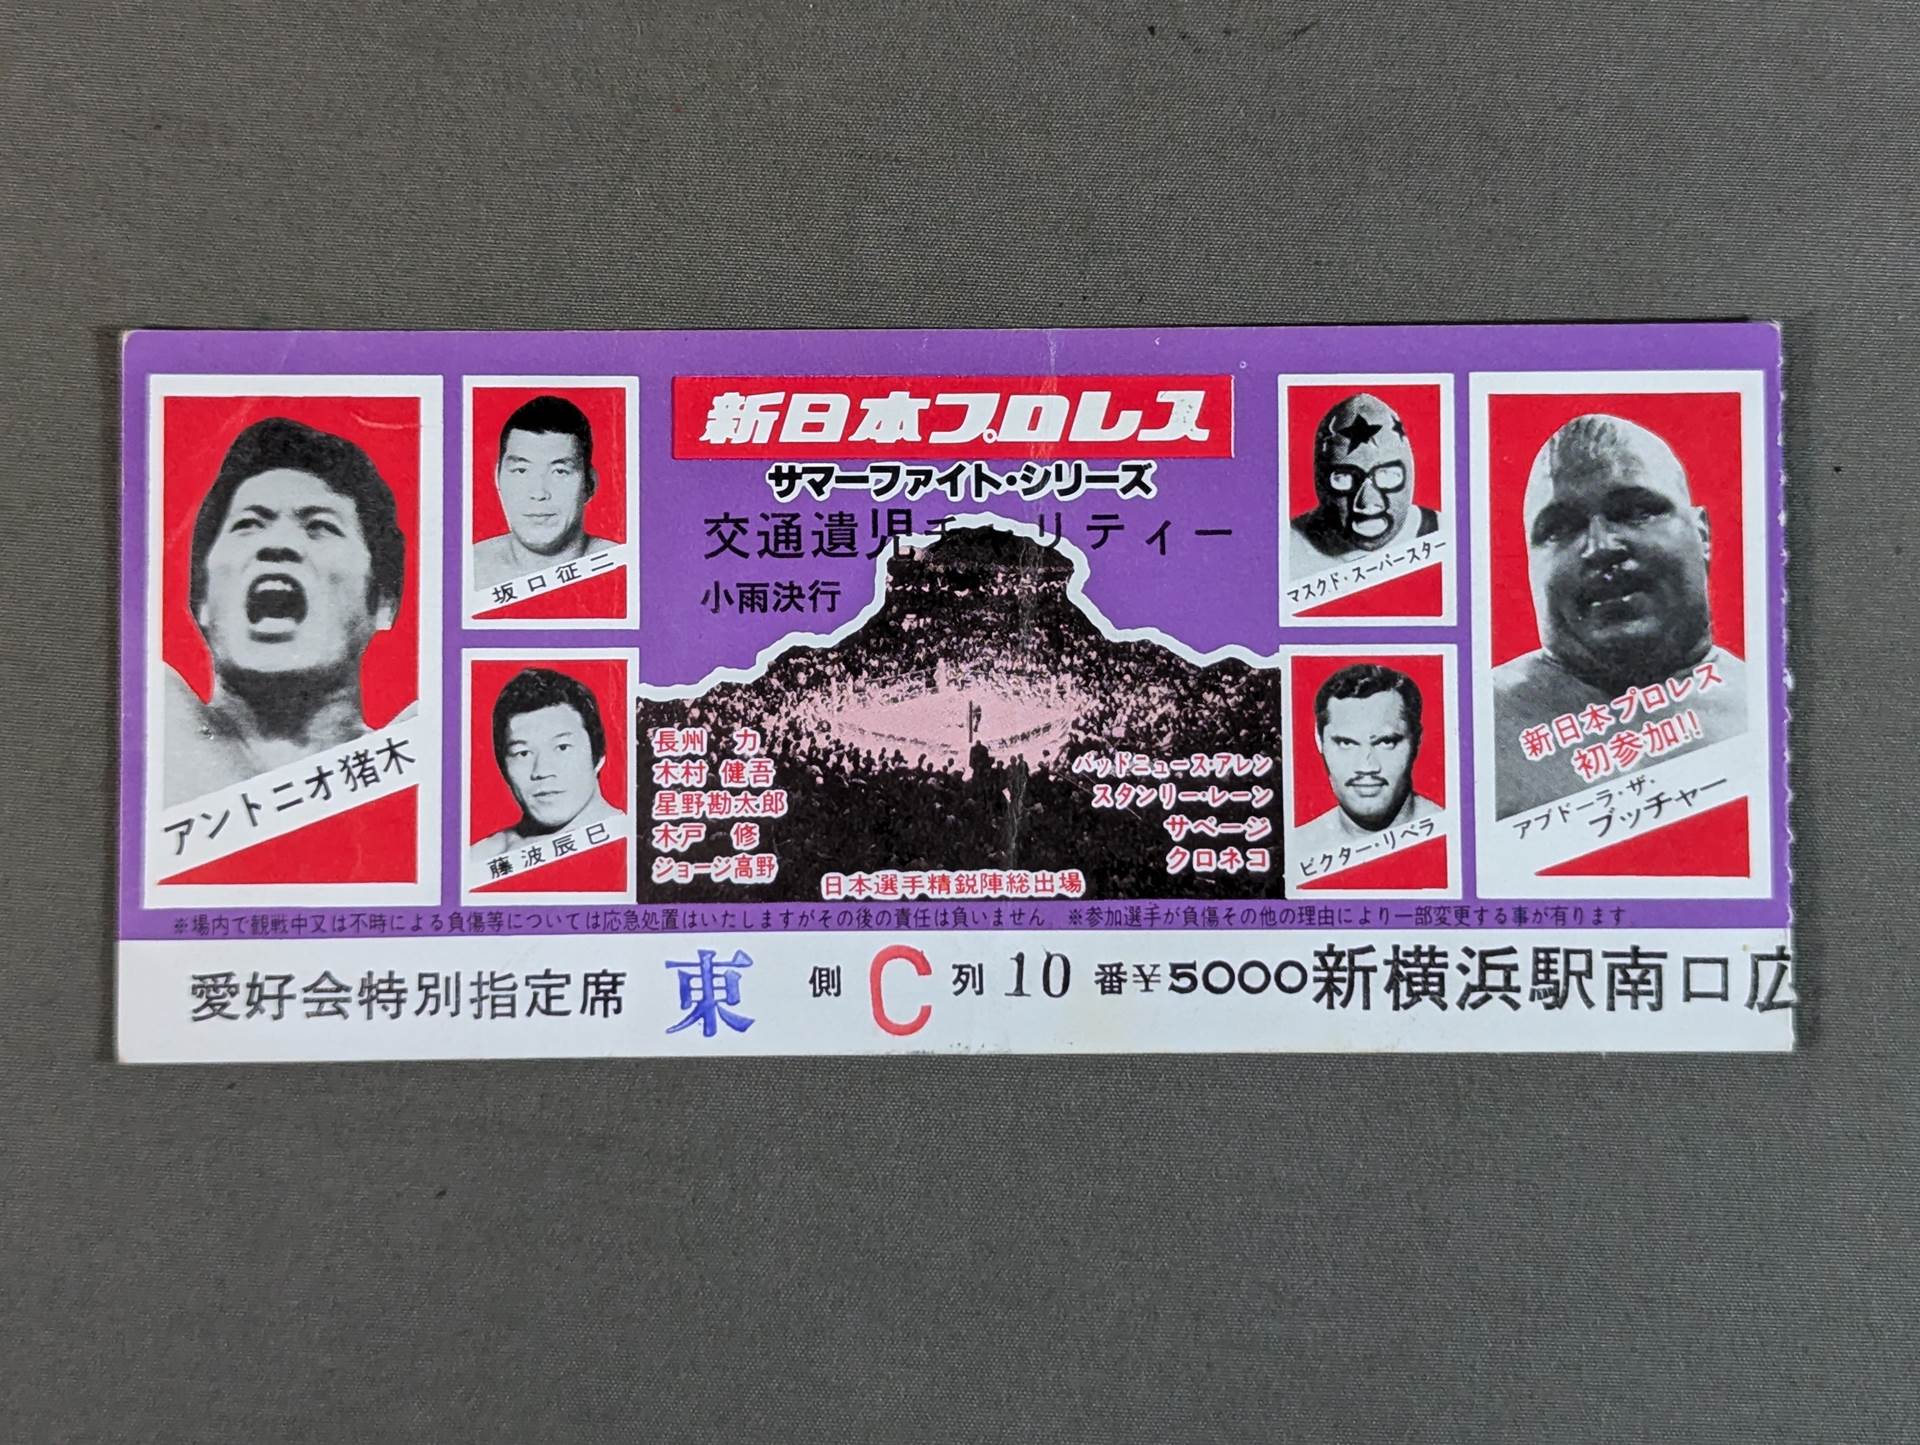 新日本プロレス
サマーファイト・シリーズ
交通遺児チャリティー
小雨決行
アントニオ猪木
坂口征二
藤波辰巳
長州 力
木村 健吾
星野勘太郎
木戸 修
ジョージ高野
バッドニュース・アレン
スタンリー・レーン
サベージ
クロネコ
日本選手精鋭陣総出場
マスクド・スーパースター
ビクター・リベラ
新日本プロレス
初参加!!
アブドーラ・ザ・
ブッチャー
※場内で観戦中又は不時による負傷等については応急処置はいたしますがその後の責任は負いません。※参加選手が負傷その他の理由により一部変更する事が有ります。
愛好会特別指定席 東 側 C 列 10 番¥5000新横浜駅南口広